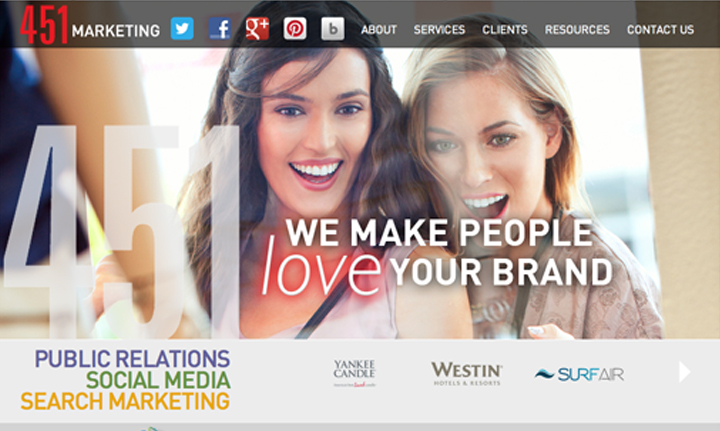 451 MARKETING
ABOUT SERVICES CLIENTS RESOURCES CONTACT US
451
WE MAKE PEOPLE
love YOUR BRAND
PUBLIC RELATIONS
SOCIAL MEDIA
SEARCH MARKETING
YANKEE
CANDLE
WESTIN
HOTELS & RESORTS
SURFAIR